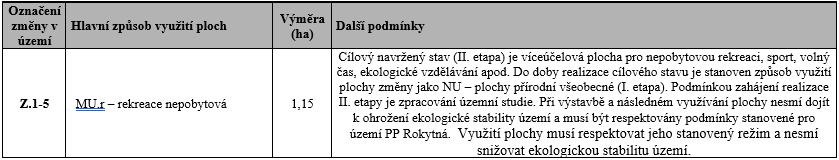 Označení změny v území
Hlavní způsob využití ploch
Výměra (ha)
Další podmínky
Z.1-5
MU.r – rekreace nepobytová
1,15
Cílový navržený stav (II. etapa) je víceúčelová plocha pro nepobytovou rekreaci, sport, volný
čas, ekologické vzdělávání apod. Do doby realizace cílového stavu je stanoven způsob využití
plochy změny jako NU – plochy přírodní všeobecné (I. etapa). Podmínkou zahájení realizace
II. etapy je zpracování územní studie. Při výstavbě a následném využívání plochy nesmí dojít
k ohrožení ekologické stability území a musí být respektovány podmínky stanovené pro
území PP Rokytná. Využití plochy musí respektovat jeho stanovený režim a nesmí
snižovat ekologickou stabilitu území.